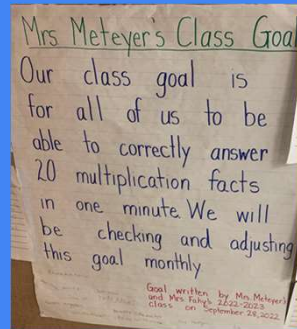 Mrs Meteyer's Class Goal
Our class goal is
for all of us to be
able to correctly answer
20 multiplication facts
in one minute. We will
be checking and adjusting
this goal monthly
Goal written by Mrs. Meteyer's
and Mrs. Fahy's 2022-2023
class on September 28, 2022